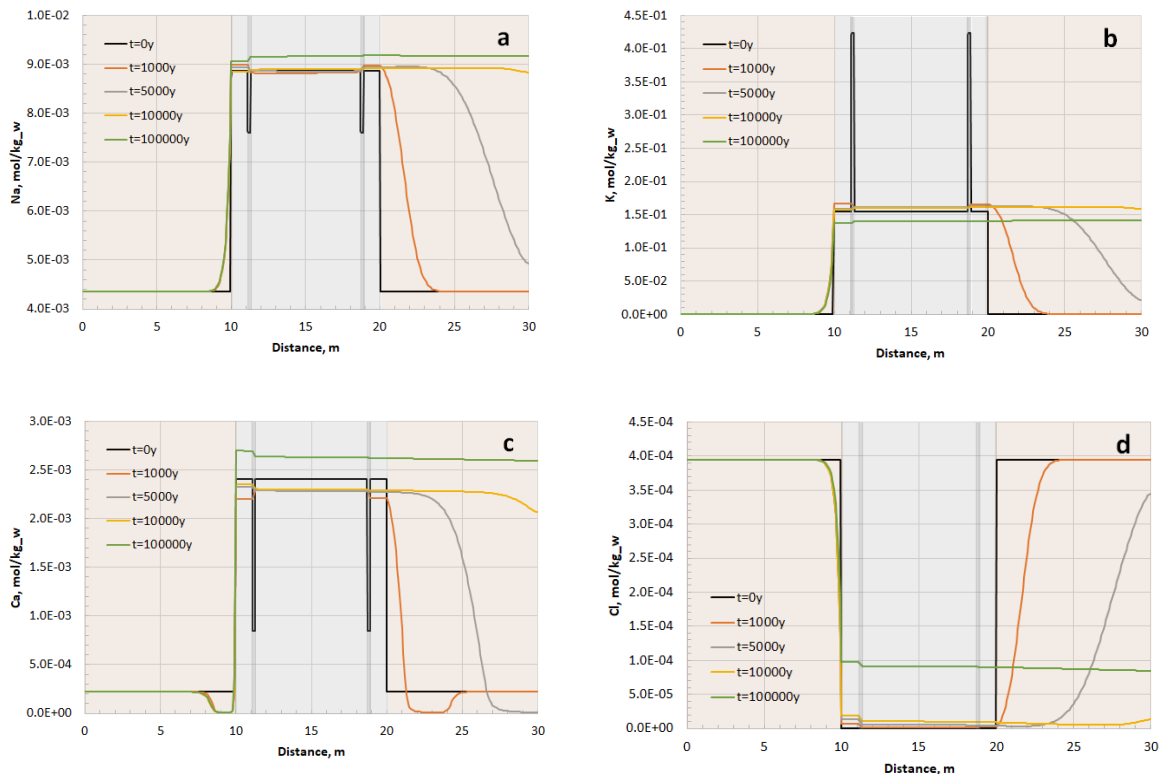 a
1.0E-02
9.0E-03
8.0E-03
7.0E-03
6.0E-03
5.0E-03
4.0E-03
Na, mol/kg_w
t=0y
t=1000y
t=5000y
t=10000y
t=100000y
0 5 10 15 20 25 30
Distance, m
b
4.5E-01
4.0E-01
3.5E-01
3.0E-01
2.5E-01
2.0E-01
1.5E-01
1.0E-01
5.0E-02
0.0E+00
K, mol/kg_w
t=0y
t=1000y
t=5000y
t=10000y
t=100000y
0 5 10 15 20 25 30
Distance, m
c
3.0E-03
2.5E-03
2.0E-03
1.5E-03
1.0E-03
5.0E-04
0.0E+00
Ca, mol/kg_w
t=0y
t=1000y
t=5000y
t=10000y
t=100000y
0 5 10 15 20 25 30
Distance, m
d
4.5E-04
4.0E-04
3.5E-04
3.0E-04
2.5E-04
2.0E-04
1.5E-04
1.0E-04
5.0E-05
0.0E+00
Cl, mol/kg_w
t=0y
t=1000y
t=5000y
t=10000y
t=100000y
0 5 10 15 20 25 30
Distance, m